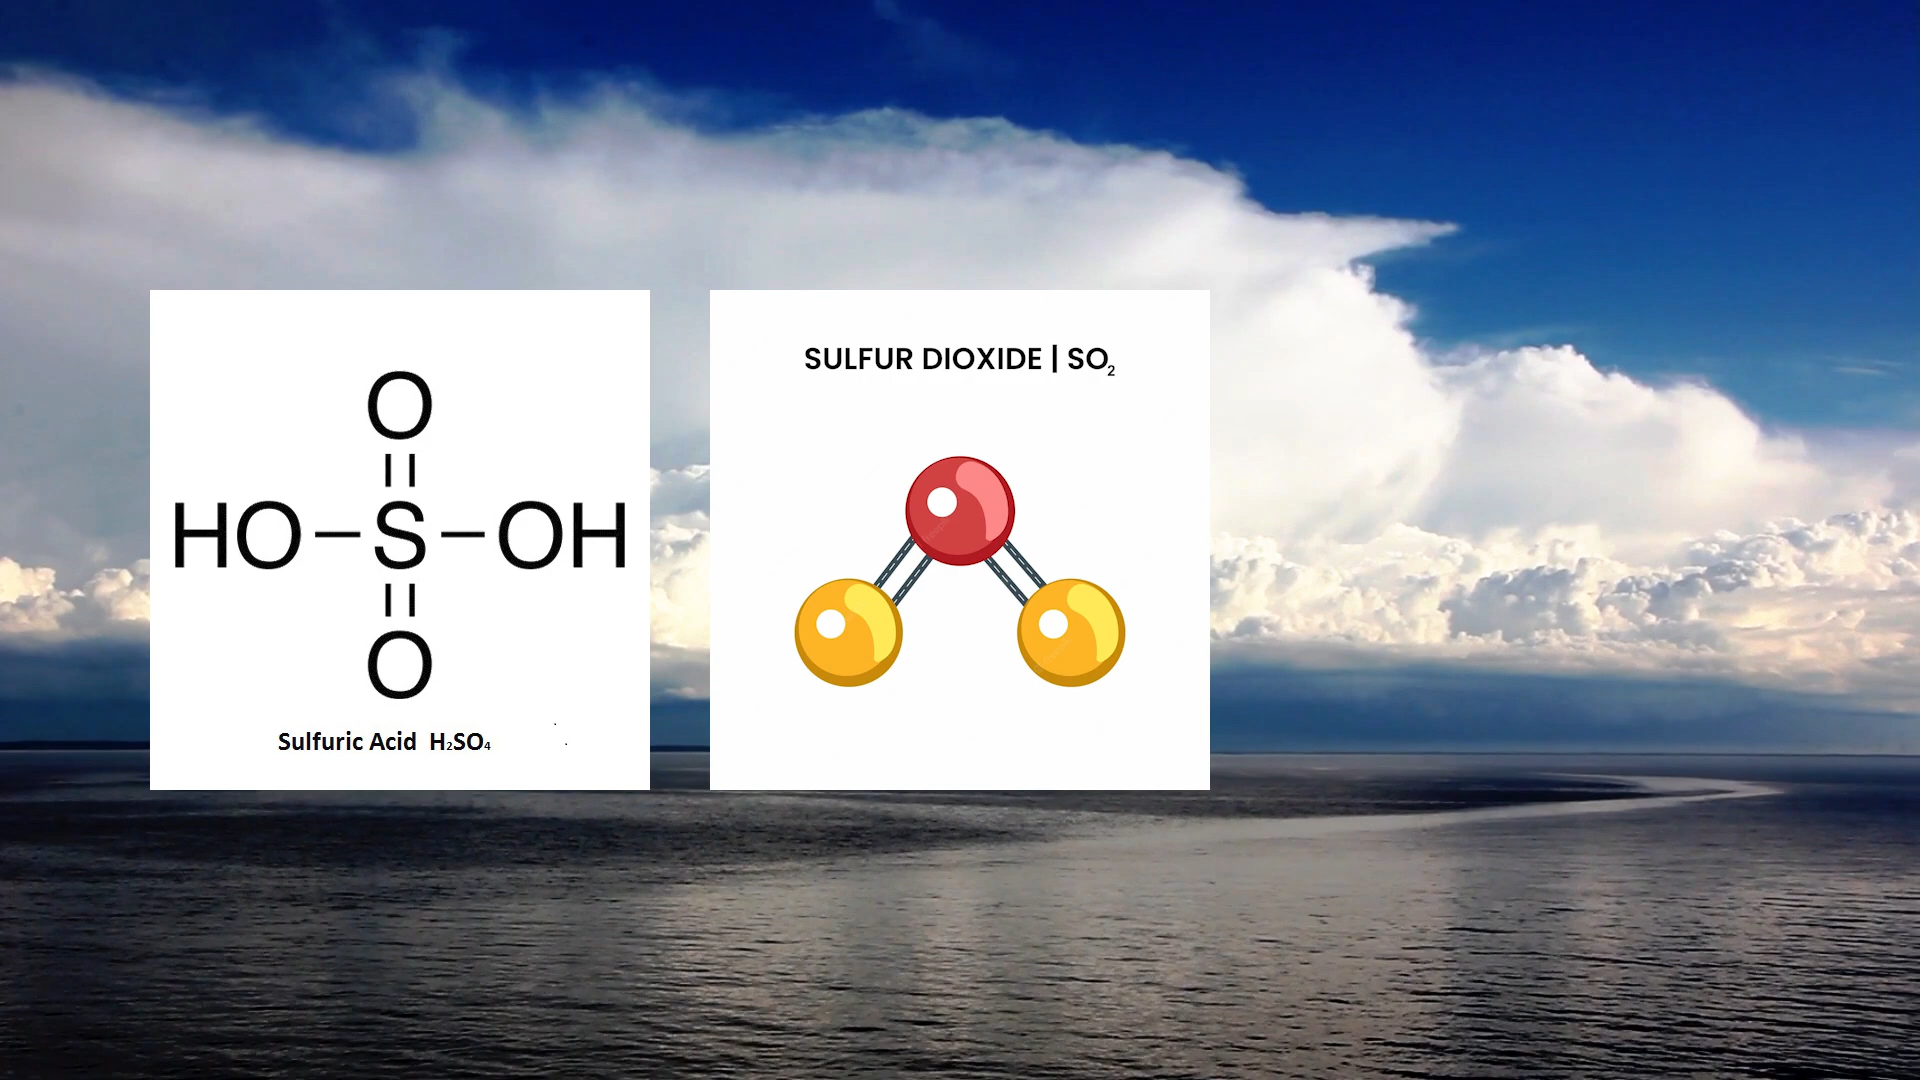 O
HO–S–OH
O
Sulfuric Acid H₂SO₄
SULFUR DIOXIDE | SO₂